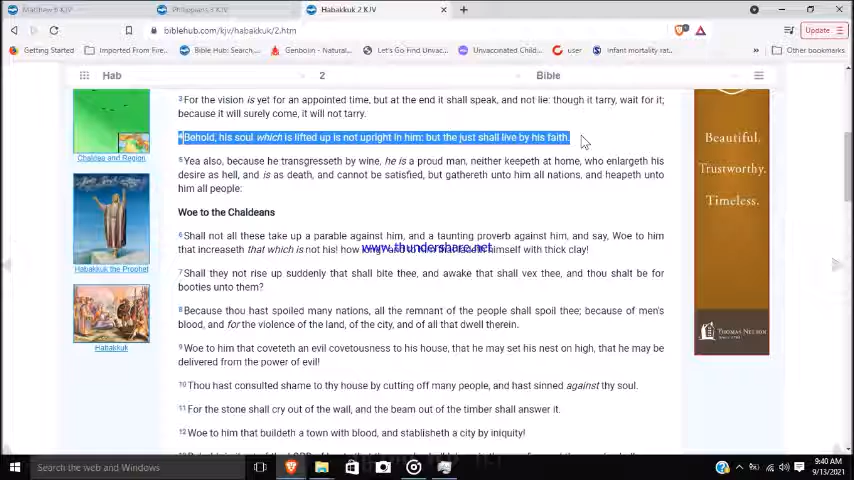 Matthew 5 KJV
Philippians 3 KJV
Habakkuk 2 KJV
biblehub.com/kjv/habakkuk/2.htm
Update
Getting Started
Imported From Fire...
Bible Hub: Search,...
Genbolin - Nationali...
Let's Go Find Unvac...
Unvaccinated Child...
user
Infant mortality rat...
Other bookmarks
Hab
2
Bible
3 For the vision is yet for an appointed time, but at the end it shall speak, and not lie: though it tarry, wait for it;
because it will surely come, it will not tarry.
4 Behold, his soul which is lifted up is not upright in him: but the just shall live by his faith.
5 Yea also, because he transgresseth by wine, he is a proud man, neither keepeth at home, who enlargeth his
desire as hell, and is as death, and cannot be satisfied, but gathereth unto him all nations, and heapeth unto
him all people:
Woe to the Chaldeans
6 Shall not all these take up a parable against him, and a taunting proverb against him, and say, Woe to him
that increaseth that which is not his! how long? and to him that ladeth himself with thick clay!
www.thundershare.net
7 Shall they not rise up suddenly that shall bite thee, and awake that shall vex thee, and thou shalt be for
booties unto them?
8 Because thou hast spoiled many nations, all the remnant of the people shall spoil thee; because of men's
blood, and for the violence of the land, of the city, and of all that dwell therein.
9 Woe to him that coveteth an evil covetousness to his house, that he may set his nest on high, that he may be
delivered from the power of evil!
10 Thou hast consulted shame to thy house by cutting off many people, and hast sinned against thy soul.
11 For the stone shall cry out of the wall, and the beam out of the timber shall answer it.
12 Woe to him that buildeth a town with blood, and stablisheth a city by iniquity!
Chaldea and Region
Habakkuk the Prophet
Habakkuk
Beautiful.
Trustworthy.
Timeless.
THOMAS NELSON
Search the web and Windows
9:40 AM
9/13/2021